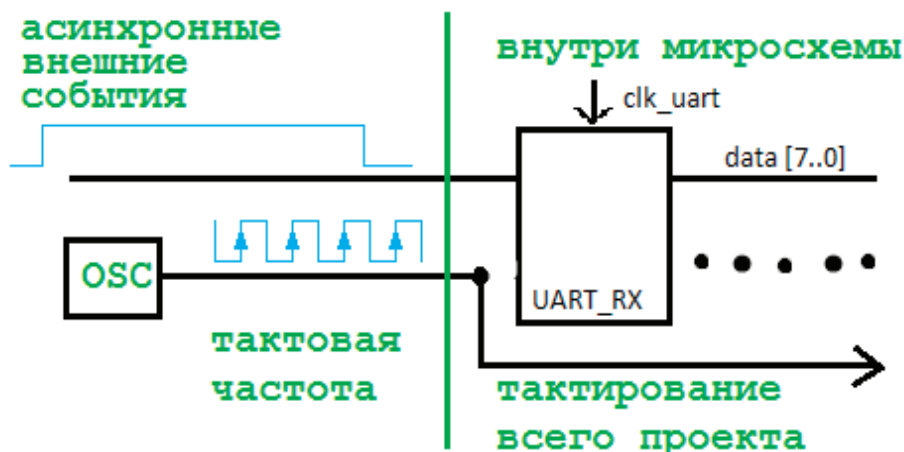 асинхронные
внешние
события
внутри микросхемы
clk_uart
data [7..0]
OSC
UART_RX
тактовая
частота
тактирование
всего проекта